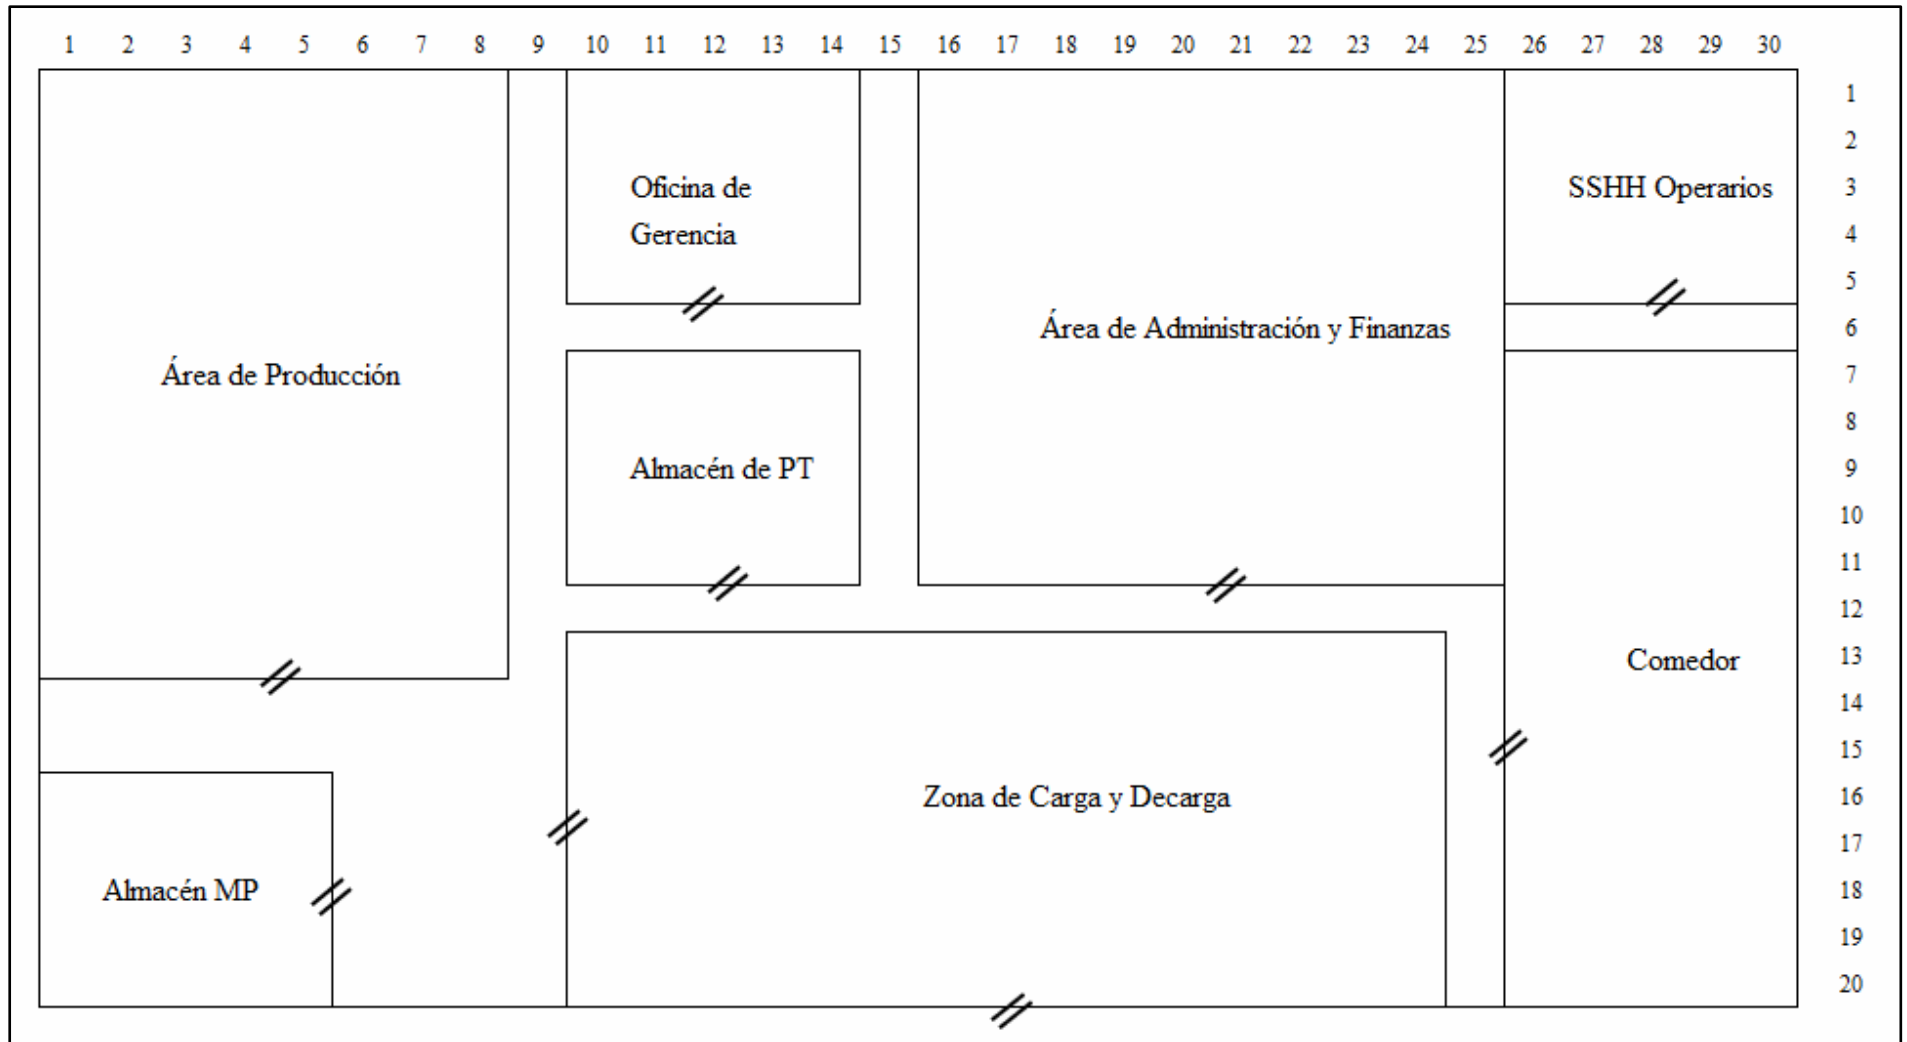 1 2 3 4 5 6 7 8 9 10 11 12 13 14 15 16 17 18 19 20 21 22 23 24 25 26 27 28 29 30
1
2
Oficina de
SSHH Operarios
3
Gerencia
4
5
Área de Administración y Finanzas
6
Área de Producción
7
8
Almacén de PT
9
10
11
12
Comedor
13
14
15
Zona de Carga y Decarga
16
17
Almacén MP
18
19
20